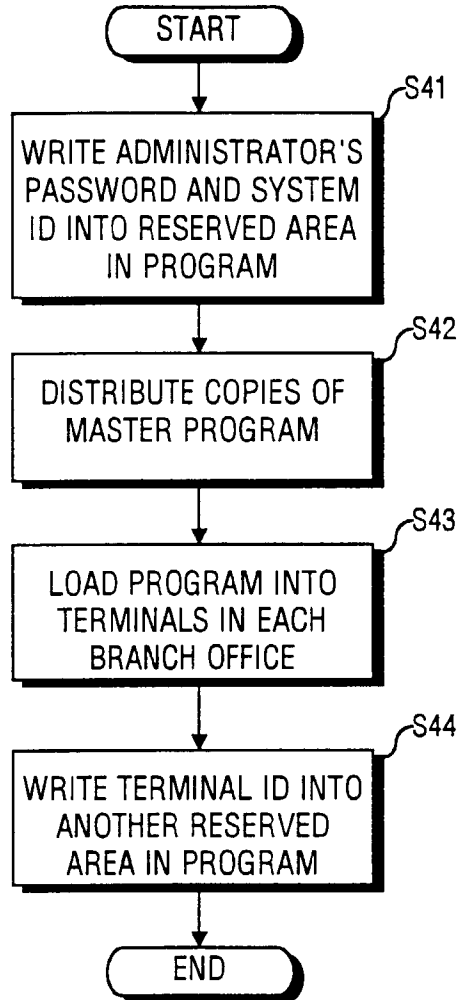 START
S41
WRITE ADMINISTRATOR'S
PASSWORD AND SYSTEM
ID INTO RESERVED AREA
IN PROGRAM
S42
DISTRIBUTE COPIES OF
MASTER PROGRAM
S43
LOAD PROGRAM INTO
TERMINALS IN EACH
BRANCH OFFICE
S44
WRITE TERMINAL ID INTO
ANOTHER RESERVED
AREA IN PROGRAM
END